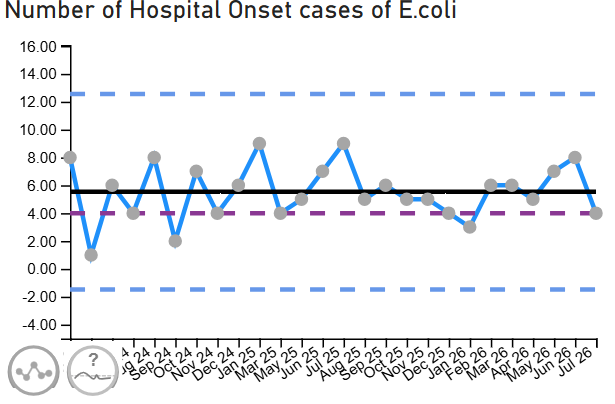 Number of Hospital Onset cases of E.coli
16.00
14.00
12.00
10.00
8.00
6.00
4.00
2.00
0.00
-2.00
-4.00
Sep 24
Oct 24
Nov 24
Dec 24
Jan 25
Mar 25
May 25
Jun 25
Jul 25
Aug 25
Sep 25
Oct 25
Nov 25
Dec 25
Jan 26
Feb 26
Mar 26
Apr 26
May 26
Jun 26
Jul 26
?